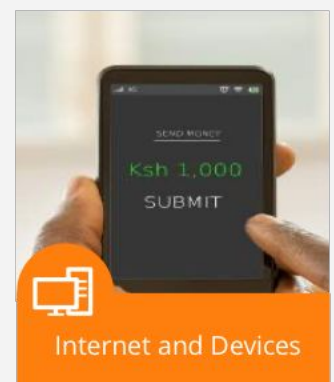 SEND MONEY
Ksh 1,000
SUBMIT
Internet and Devices